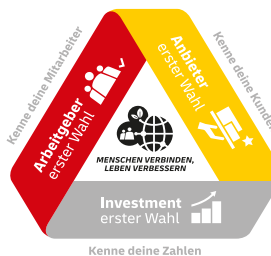 Kenne deine Mitarbeiter
Arbeitgeber
erster Wahl
Anbieter
erster Wahl
Kenne deine Kunden
MENSCHEN VERBINDEN,
LEBEN VERBESSERN
Investment
erster Wahl
Kenne deine Zahlen